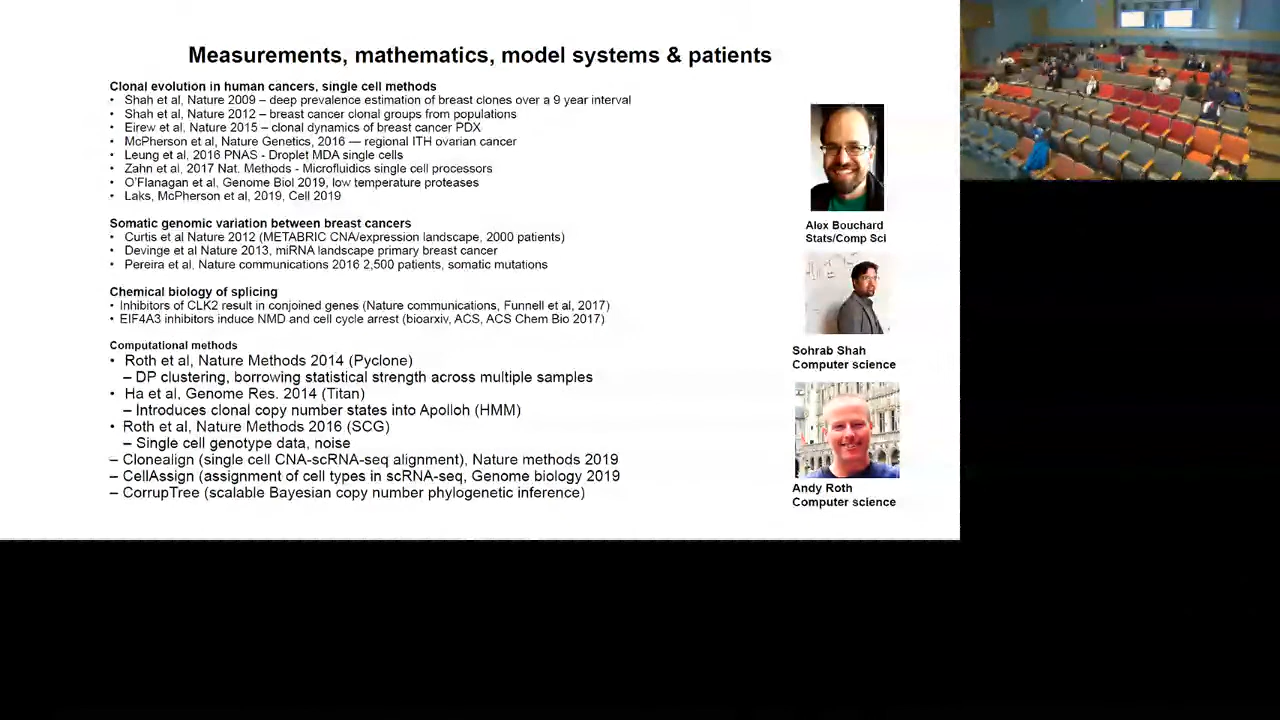 Measurements, mathematics, model systems & patients
Clonal evolution in human cancers, single cell methods
• Shah et al, Nature 2009 – deep prevalence estimation of breast clones over a 9 year interval
• Shah et al, Nature 2012 – breast cancer clonal groups from populations
• Eirew et al, Nature 2015 – clonal dynamics of breast cancer PDX
• McPherson et al, Nature Genetics, 2016 — regional ITH ovarian cancer
• Leung et al, 2016 PNAS - Droplet MDA single cells
• Zahn et al, 2017 Nat. Methods - Microfluidics single cell processors
• O'Flanagan et al, Genome Biol 2019, low temperature proteases
• Laks, McPherson et al, 2019, Cell 2019
Somatic genomic variation between breast cancers
• Curtis et al Nature 2012 (METABRIC CNA/expression landscape, 2000 patients)
• Devinge et al Nature 2013, miRNA landscape primary breast cancer
• Pereira et al, Nature communications 2016 2,500 patients, somatic mutations
Chemical biology of splicing
• Inhibitors of CLK2 result in conjoined genes (Nature communications, Funnell et al, 2017)
• EIF4A3 inhibitors induce NMD and cell cycle arrest (bioarxiv, ACS, ACS Chem Bio 2017)
Computational methods
• Roth et al, Nature Methods 2014 (Pyclone)
– DP clustering, borrowing statistical strength across multiple samples
• Ha et al, Genome Res. 2014 (Titan)
– Introduces clonal copy number states into Apolloh (HMM)
• Roth et al, Nature Methods 2016 (SCG)
– Single cell genotype data, noise
– Clonealign (single cell CNA-scRNA-seq alignment), Nature methods 2019
– CellAssign (assignment of cell types in scRNA-seq, Genome biology 2019
– CorrupTree (scalable Bayesian copy number phylogenetic inference)
Alex Bouchard
Stats/Comp Sci
Sohrab Shah
Computer science
Andy Roth
Computer science